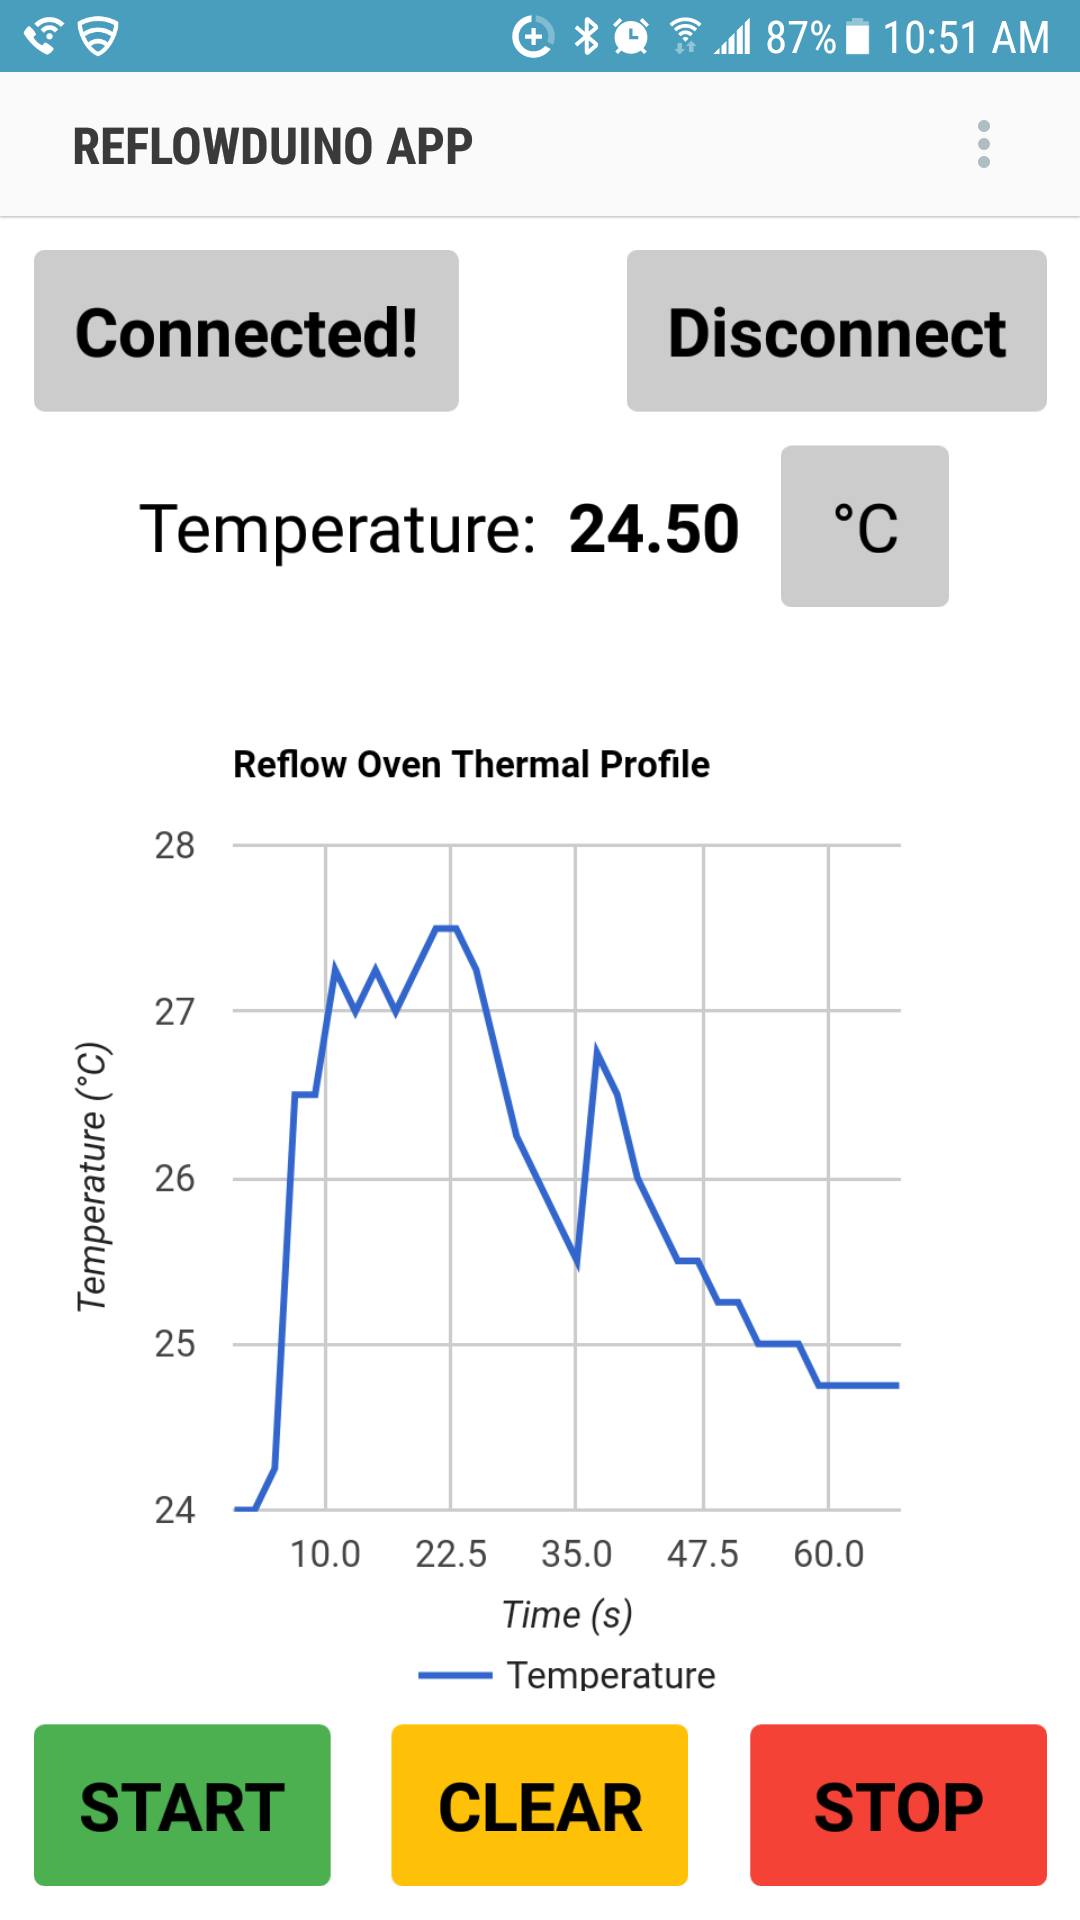 87% 10:51 AM
REFLOWDUINO APP
Connected! Disconnect
Temperature: 24.50 °C
Reflow Oven Thermal Profile
28
27
26
25
24
Temperature (°C)
10.0 22.5 35.0 47.5 60.0
Time (s)
Temperature
START CLEAR STOP